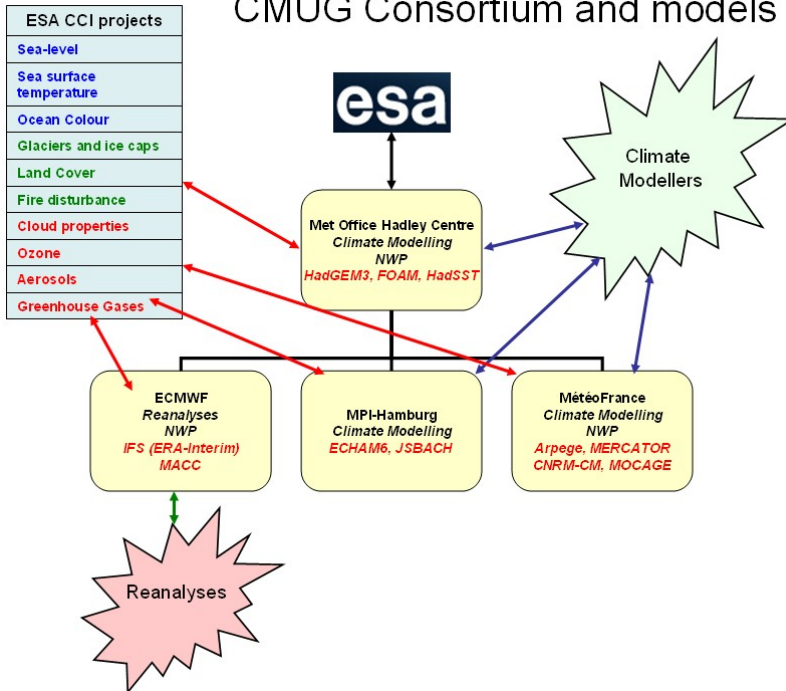 CMUG Consortium and models
ESA CCI projects
Sea-level
Sea surface
temperature
Ocean Colour
Glaciers and ice caps
Land Cover
Fire disturbance
Cloud properties
Ozone
Aerosols
Greenhouse Gases
esa
Climate
Modellers
Met Office Hadley Centre
Climate Modelling
NWP
HadGEM3, FOAM, HadSST
ECMWF
Reanalyses
NWP
IFS (ERA-Interim)
MACC
MPI-Hamburg
Climate Modelling
ECHAM6, JSBACH
MétéoFrance
Climate Modelling
NWP
Arpege, MERCATOR
CNRM-CM, MOCAGE
Reanalyses